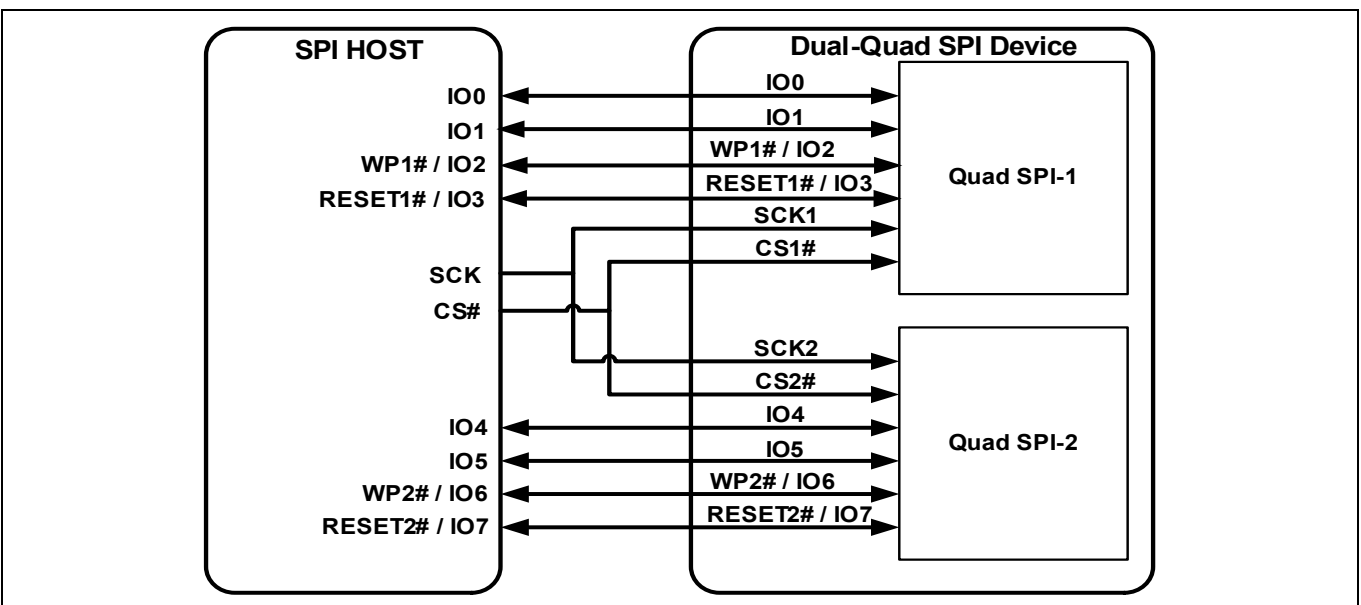 SPI HOST
Dual-Quad SPI Device
IO0
IO0
IO1
IO1
WP1# / IO2
WP1# / IO2
RESET1# / IO3
RESET1# / IO3
SCK1
CS1#
Quad SPI-1
SCK
CS#
SCK2
CS2#
IO4
IO4
IO5
IO5
WP2# / IO6
WP2# / IO6
RESET2# / IO7
RESET2# / IO7
Quad SPI-2